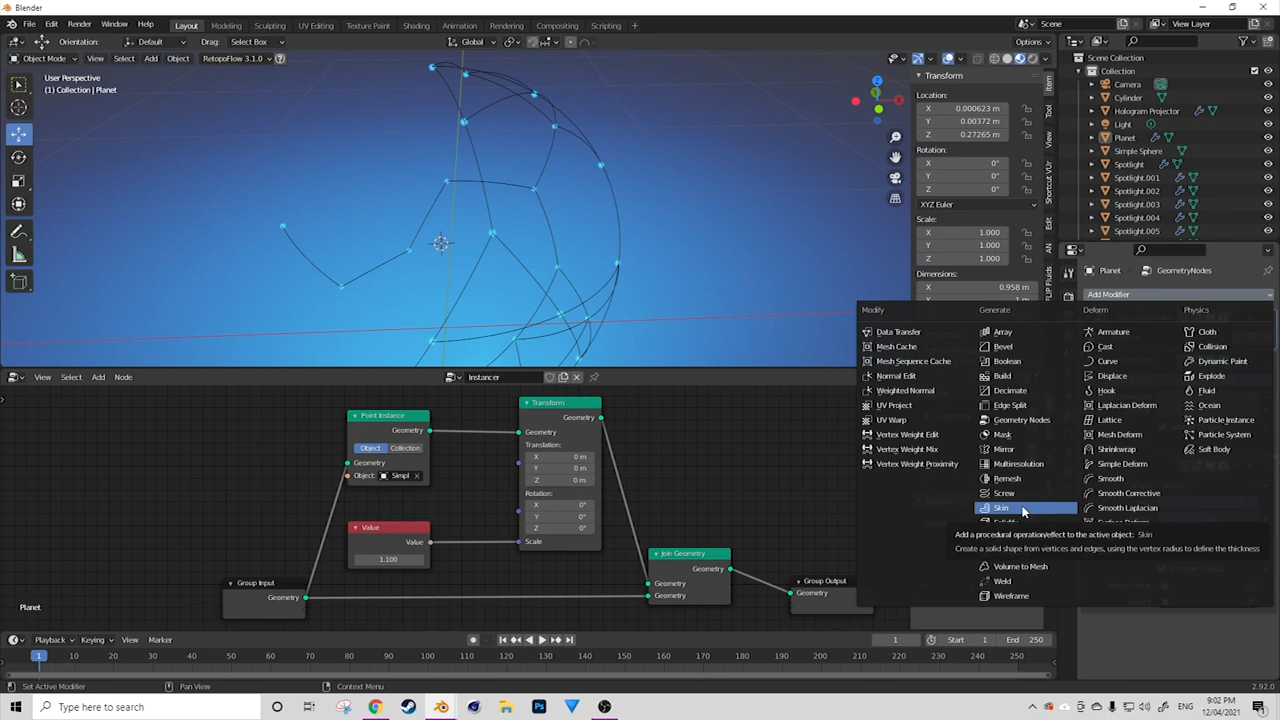 Blender
File Edit Render Window Help Layout Modeling Sculpting UV Editing Texture Paint Shading Animation Rendering Compositing Scripting + Scene View Layer
Orientation: Default Drag: Select Box Global Options
Object Mode View Select Add Object RetopoFlow 3.1.0
User Perspective
(1) Collection | Planet
Transform
Location:
X 0.000623 m
Y 0.00372 m
Z 0.27265 m
Rotation:
X 0°
Y 0°
Z 0°
XYZ Euler
Scale:
X 1.000
Y 1.000
Z 1.000
Dimensions:
X 0.958 m
Item
Tool
View
Shortcut VUr
Edit
AN
FLIP Fluids
Scene Collection
Collection
Camera
Cylinder
Hologram Projector
Light
Planet
Simple Sphere
Spotlight
Spotlight.001
Spotlight.002
Spotlight.003
Spotlight.004
Spotlight.005
Planet GeometryNodes
Add Modifier
Modify
Data Transfer
Mesh Cache
Mesh Sequence Cache
Normal Edit
Weighted Normal
UV Project
UV Warp
Vertex Weight Edit
Vertex Weight Mix
Vertex Weight Proximity
Generate
Array
Bevel
Boolean
Build
Decimate
Edge Split
Geometry Nodes
Mask
Mirror
Multiresolution
Remesh
Screw
Skin
Deform
Armature
Cast
Curve
Displace
Hook
Laplacian Deform
Lattice
Mesh Deform
Shrinkwrap
Simple Deform
Smooth
Smooth Corrective
Smooth Laplacian
Physics
Cloth
Collision
Dynamic Paint
Explode
Fluid
Ocean
Particle Instance
Particle System
Soft Body
Add a procedural operation/effect to the active object: Skin
Create a solid shape from vertices and edges, using the vertex radius to define the thickness
Volume to Mesh
Weld
Wireframe
View Select Add Node Instancer
Point Instance
Geometry
Object Collection
Geometry
Object: Simpl
Value
Value
1.100
Group Input
Geometry
Transform
Geometry
Geometry
Translation:
X 0 m
Y 0 m
Z 0 m
Rotation:
X 0°
Y 0°
Z 0°
Scale
Join Geometry
Geometry
Geometry
Geometry
Group Output
Geometry
Planet
Playback Keying View Marker 1 Start 1 End 250
1 10 20 30 40 50 60 70 80 90 100 110 120 130 140 150 160 170 180 190 200 210 220 230 240 250
Set Active Modifier Pan View Context Menu 2.92.0
Type here to search
9:02 PM
12/04/2021